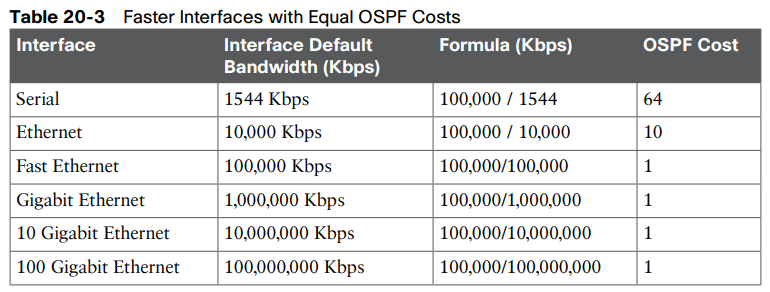 Table 20-3 Faster Interfaces with Equal OSPF Costs
Interface Interface Default Bandwidth (Kbps) Formula (Kbps) OSPF Cost
Serial 1544 Kbps 100,000 / 1544 64
Ethernet 10,000 Kbps 100,000 / 10,000 10
Fast Ethernet 100,000 Kbps 100,000/100,000 1
Gigabit Ethernet 1,000,000 Kbps 100,000/1,000,000 1
10 Gigabit Ethernet 10,000,000 Kbps 100,000/10,000,000 1
100 Gigabit Ethernet 100,000,000 Kbps 100,000/100,000,000 1